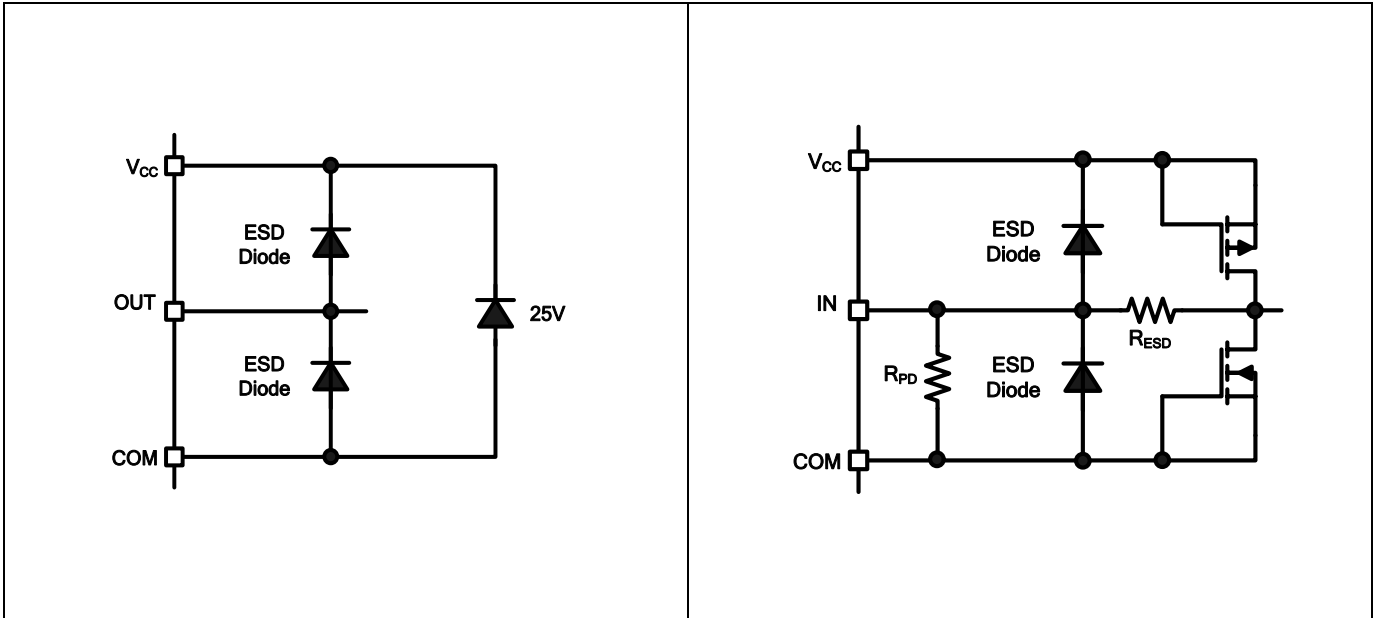 VCC
ESD
Diode
OUT
25V
ESD
Diode
COM
VCC
ESD
Diode
IN
RESD
RPD
ESD
Diode
COM